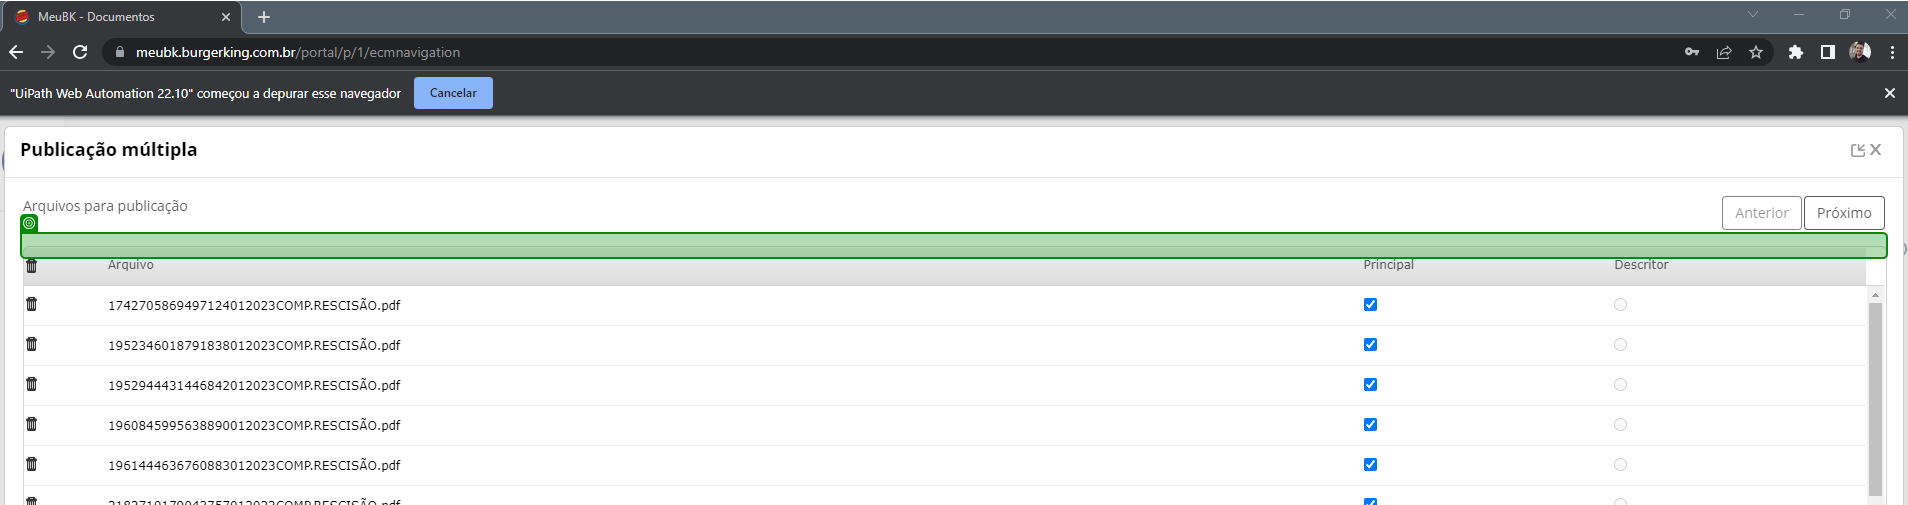 MeuBK - Documentos
meubk.burgerking.com.br/portal/p/1/ecmnavigation
"UiPath Web Automation 22.10" começou a depurar esse navegador Cancelar
Publicação múltipla
Arquivos para publicação
Anterior Próximo
Arquivo Principal Descritor
1742705869497124012023COMP.RESCISÃO.pdf
1952346018791838012023COMP.RESCISÃO.pdf
1952944431446842012023COMP.RESCISÃO.pdf
1960845995638890012023COMP.RESCISÃO.pdf
1961444636760883012023COMP.RESCISÃO.pdf